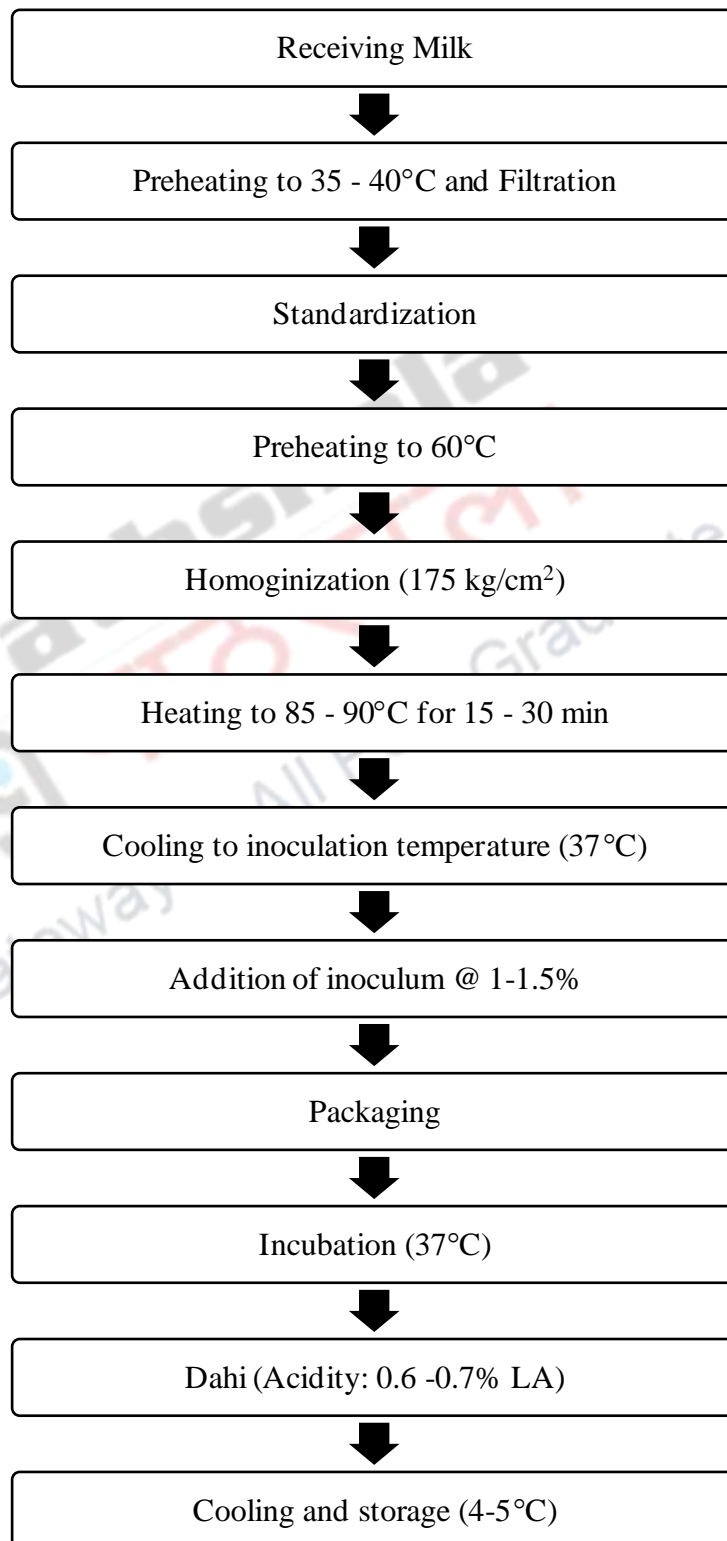 Receiving Milk
Preheating to 35 - 40°C and Filtration
Standardization
Preheating to 60°C
Homoginization (175 kg/cm²)
Heating to 85 - 90°C for 15 - 30 min
Cooling to inoculation temperature (37°C)
Addition of inoculum @ 1-1.5%
Packaging
Incubation (37°C)
Dahi (Acidity: 0.6 -0.7% LA)
Cooling and storage (4-5°C)